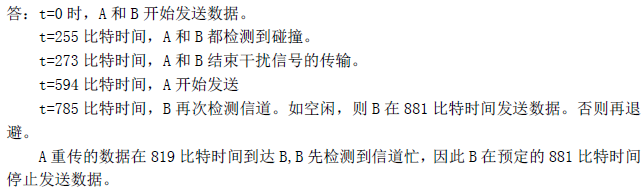 答：t=0 时，A 和 B 开始发送数据。
t=255 比特时间，A 和 B 都检测到碰撞。
t=273 比特时间，A 和 B 结束干扰信号的传输。
t=594 比特时间，A 开始发送
t=785 比特时间，B 再次检测信道。如空闲，则 B 在 881 比特时间发送数据。否则再退
避。
A 重传的数据在 819 比特时间到达 B,B 先检测到信道忙，因此 B 在预定的 881 比特时间
停止发送数据。